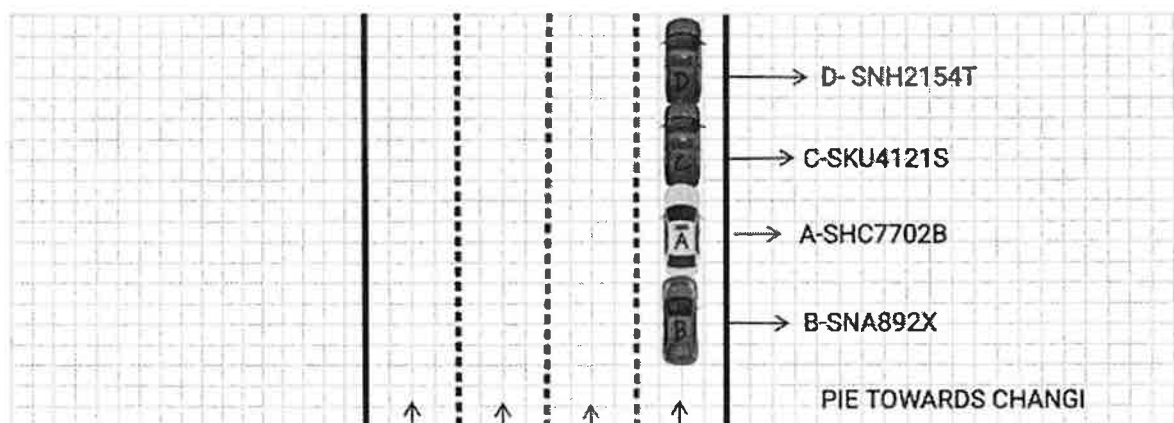 D
D- SNH2154T
C
C-SKU4121S
A
A-SHC7702B
B
B-SNA892X
PIE TOWARDS CHANGI